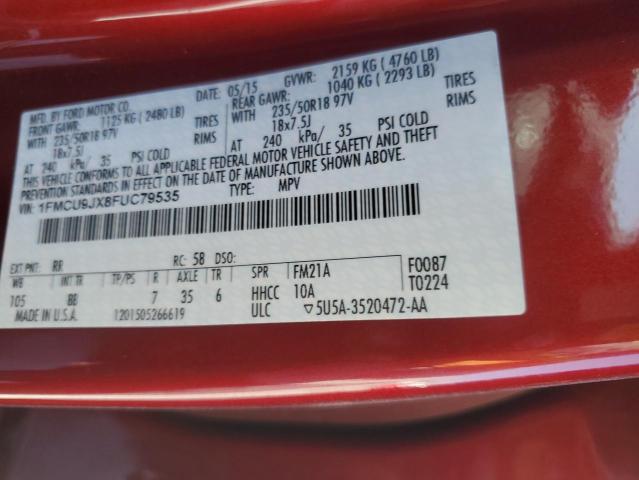 MFD. BY FORD MOTOR CO.
DATE: 05/15 GVWR: 2159 KG ( 4760 LB)
FRONT GAWR: 1125 KG ( 2480 LB) REAR GAWR: 1040 KG ( 2293 LB)
WITH 235/50R18 97V TIRES WITH 235/50R18 97V TIRES
18x7.5J RIMS 18x7.5J RIMS
AT 240 kPa/ 35 PSI COLD AT 240 kPa/ 35 PSI COLD
THIS VEHICLE CONFORMS TO ALL APPLICABLE FEDERAL MOTOR VEHICLE SAFETY AND THEFT
PREVENTION STANDARDS IN EFFECT ON THE DATE OF MANUFACTURE SHOWN ABOVE.
VIN: 1FMCU9JX8FUC79535 TYPE: MPV
EXT PNT: RR RC: 58 DSO: F0087
WB INT TR TP/PS R AXLE TR SPR FM21A T0224
105 BB 7 35 6 HHCC 10A
MADE IN U.S.A. 1201505266619 ULC ▽5U5A-3520472-AA